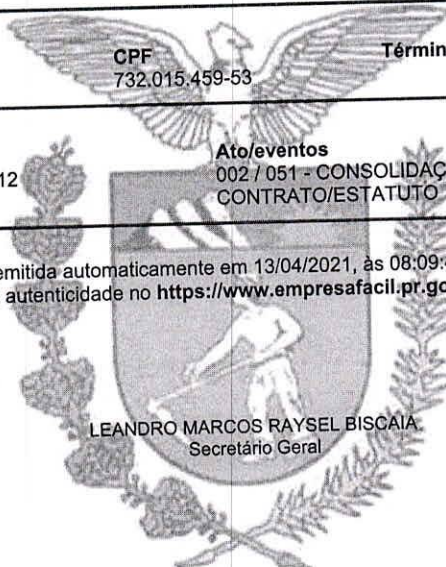 CPF
Términ
732.015.459-53
Ato/eventos
12
002 / 051 - CONSOLIDAÇ
CONTRATO/ESTATUTO
emitida automaticamente em 13/04/2021, às 08:09:4
autenticidade no https://www.empresafacil.pr.go
LEANDRO MARCOS RAYSEL BISCAIA
Secretário Geral